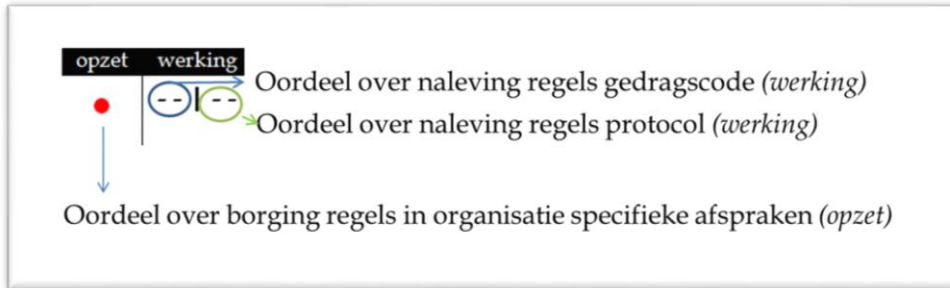 opzet werking
Oordeel over naleving regels gedragscode (werking)
- - | - -
Oordeel over naleving regels protocol (werking)
Oordeel over borging regels in organisatie specifieke afspraken (opzet)